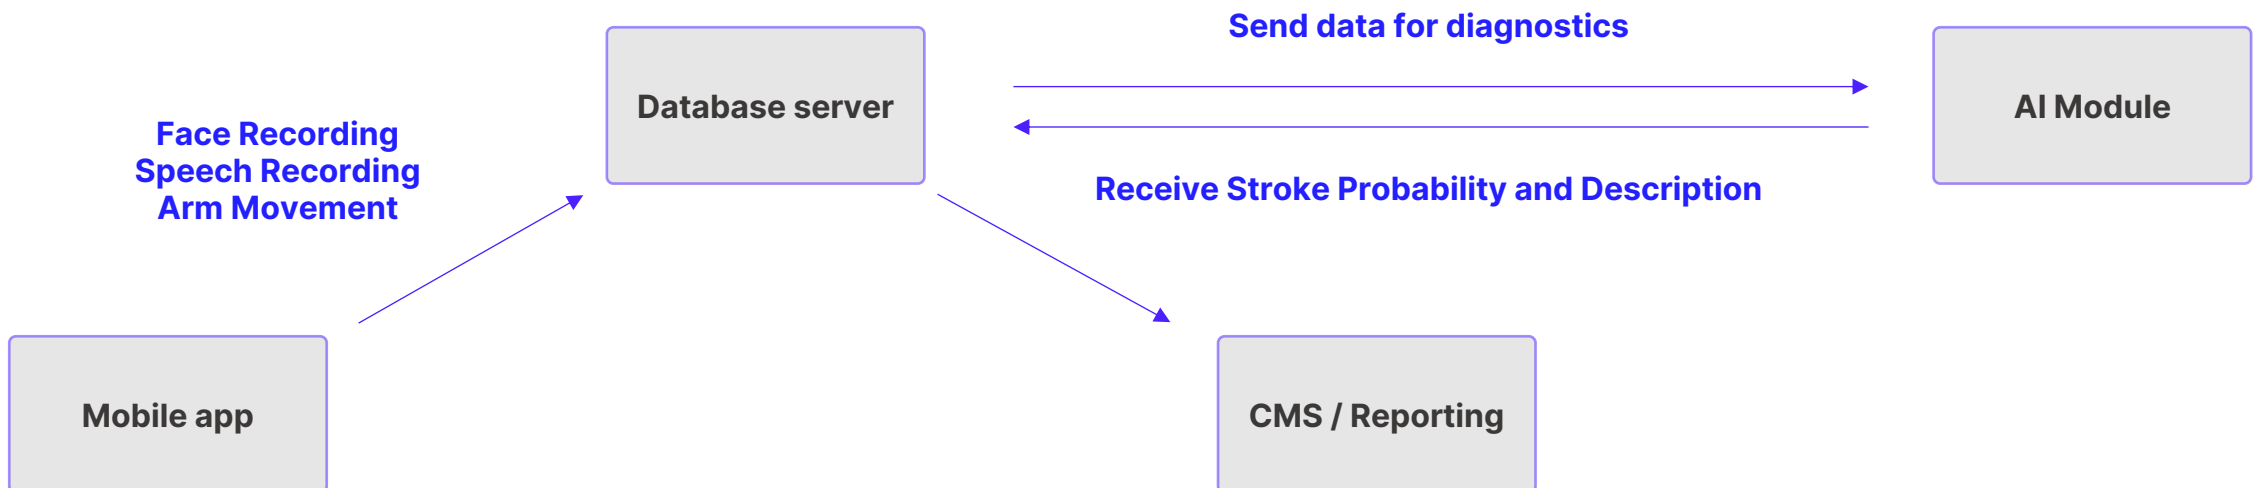 Send data for diagnostics
Database server
AI Module
Face Recording
Speech Recording
Arm Movement
Receive Stroke Probability and Description
Mobile app
CMS / Reporting